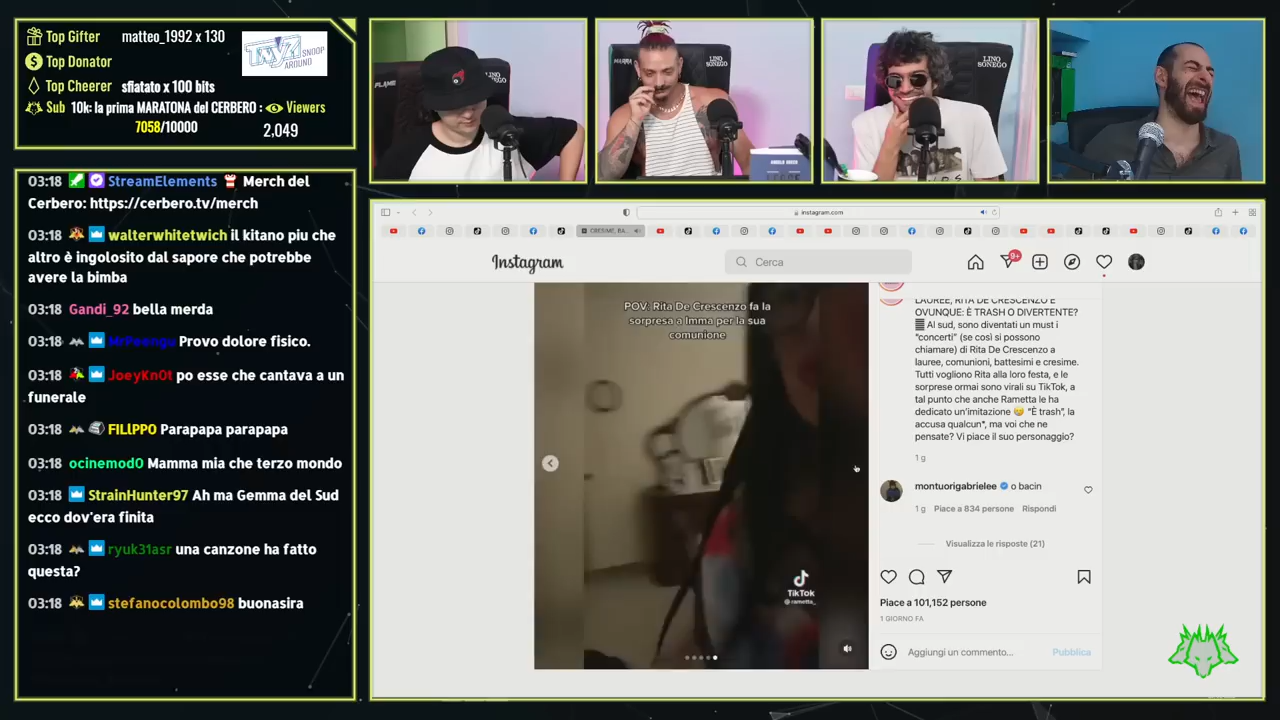 Top Gifter matteo_1992 x 130
Top Donator
Top Cheerer sfiatato x 100 bits
Sub 10k: la prima MARATONA del CERBERO : Viewers
7058/10000 2,049
SNOOP
AROUND
FLAME
LINO
SONEGO
LINO
SONEGO
03:18 StreamElements Merch del
Cerbero: https://cerbero.tv/merch
03:18 walterwhitetwich il kitano piu che
altro è ingolosito dal sapore che potrebbe
avere la bimba
03:18 Gandi_92 bella merda
03:18 MrPeengu Provo dolore fisico.
03:18 JoeyKn0t po esse che cantava a un
funerale
03:18 FILIPPO Parapapa parapapa
03:18 ocinemod0 Mamma mia che terzo mondo
03:18 StrainHunter97 Ah ma Gemma del Sud
ecco dov'era finita
03:18 ryuk31asr una canzone ha fatto
questa?
03:18 stefanocolombo98 buonasira
instagram.com
CRESIME, BA...
Instagram
Cerca
9+
POV: Rita De Crescenzo fa la
sorpresa a Imma per la sua
comunione
TikTok
@rametta_
LAUREE, RITA DE CRESCENZO È
OVUNQUE: È TRASH O DIVERTENTE?
Al sud, sono diventati un must i
"concerti" (se così si possono
chiamare) di Rita De Crescenzo a
lauree, comunioni, battesimi e cresime.
Tutti vogliono Rita alla loro festa, e le
sorprese ormai sono virali su TikTok, a
tal punto che anche Rametta le ha
dedicato un'imitazione 😅 "È trash", la
accusa qualcun*, ma voi che ne
pensate? Vi piace il suo personaggio?
1 g
montuorigabrielee o bacin
1 g Piace a 834 persone Rispondi
Visualizza le risposte (21)
Piace a 101,152 persone
1 GIORNO FA
Aggiungi un commento... Pubblica